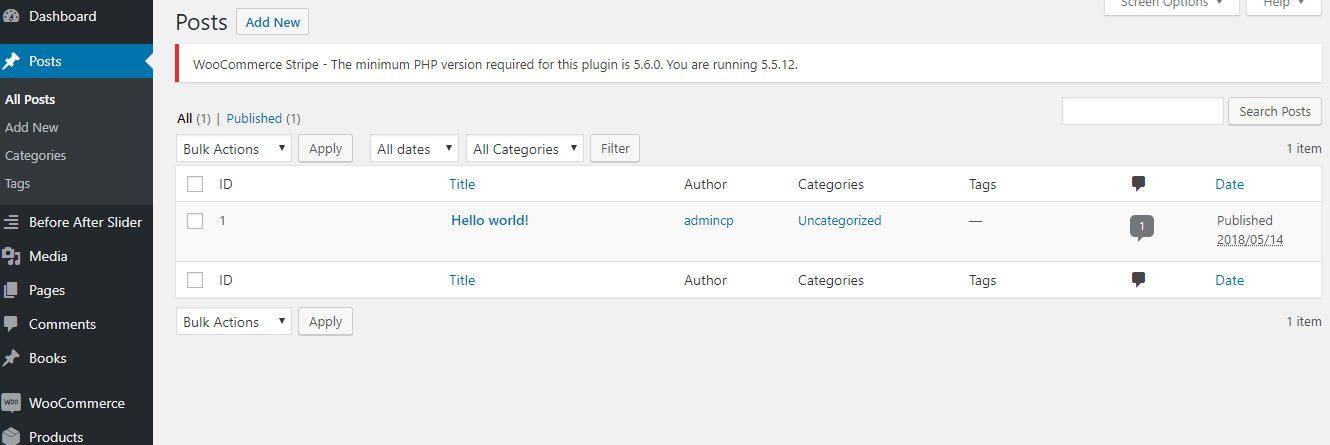 Dashboard
Posts
All Posts
Add New
Categories
Tags
Before After Slider
Media
Pages
Comments
Books
WOO WooCommerce
Products
Screen Options ▼ Help ▼
Posts Add New
WooCommerce Stripe - The minimum PHP version required for this plugin is 5.6.0. You are running 5.5.12.
All (1) | Published (1)
Search Posts
Bulk Actions ▼ Apply All dates ▼ All Categories ▼ Filter 1 item
ID Title Author Categories Tags Date
1 Hello world! admincp Uncategorized — 1 Published
2018/05/14
ID Title Author Categories Tags Date
Bulk Actions ▼ Apply 1 item